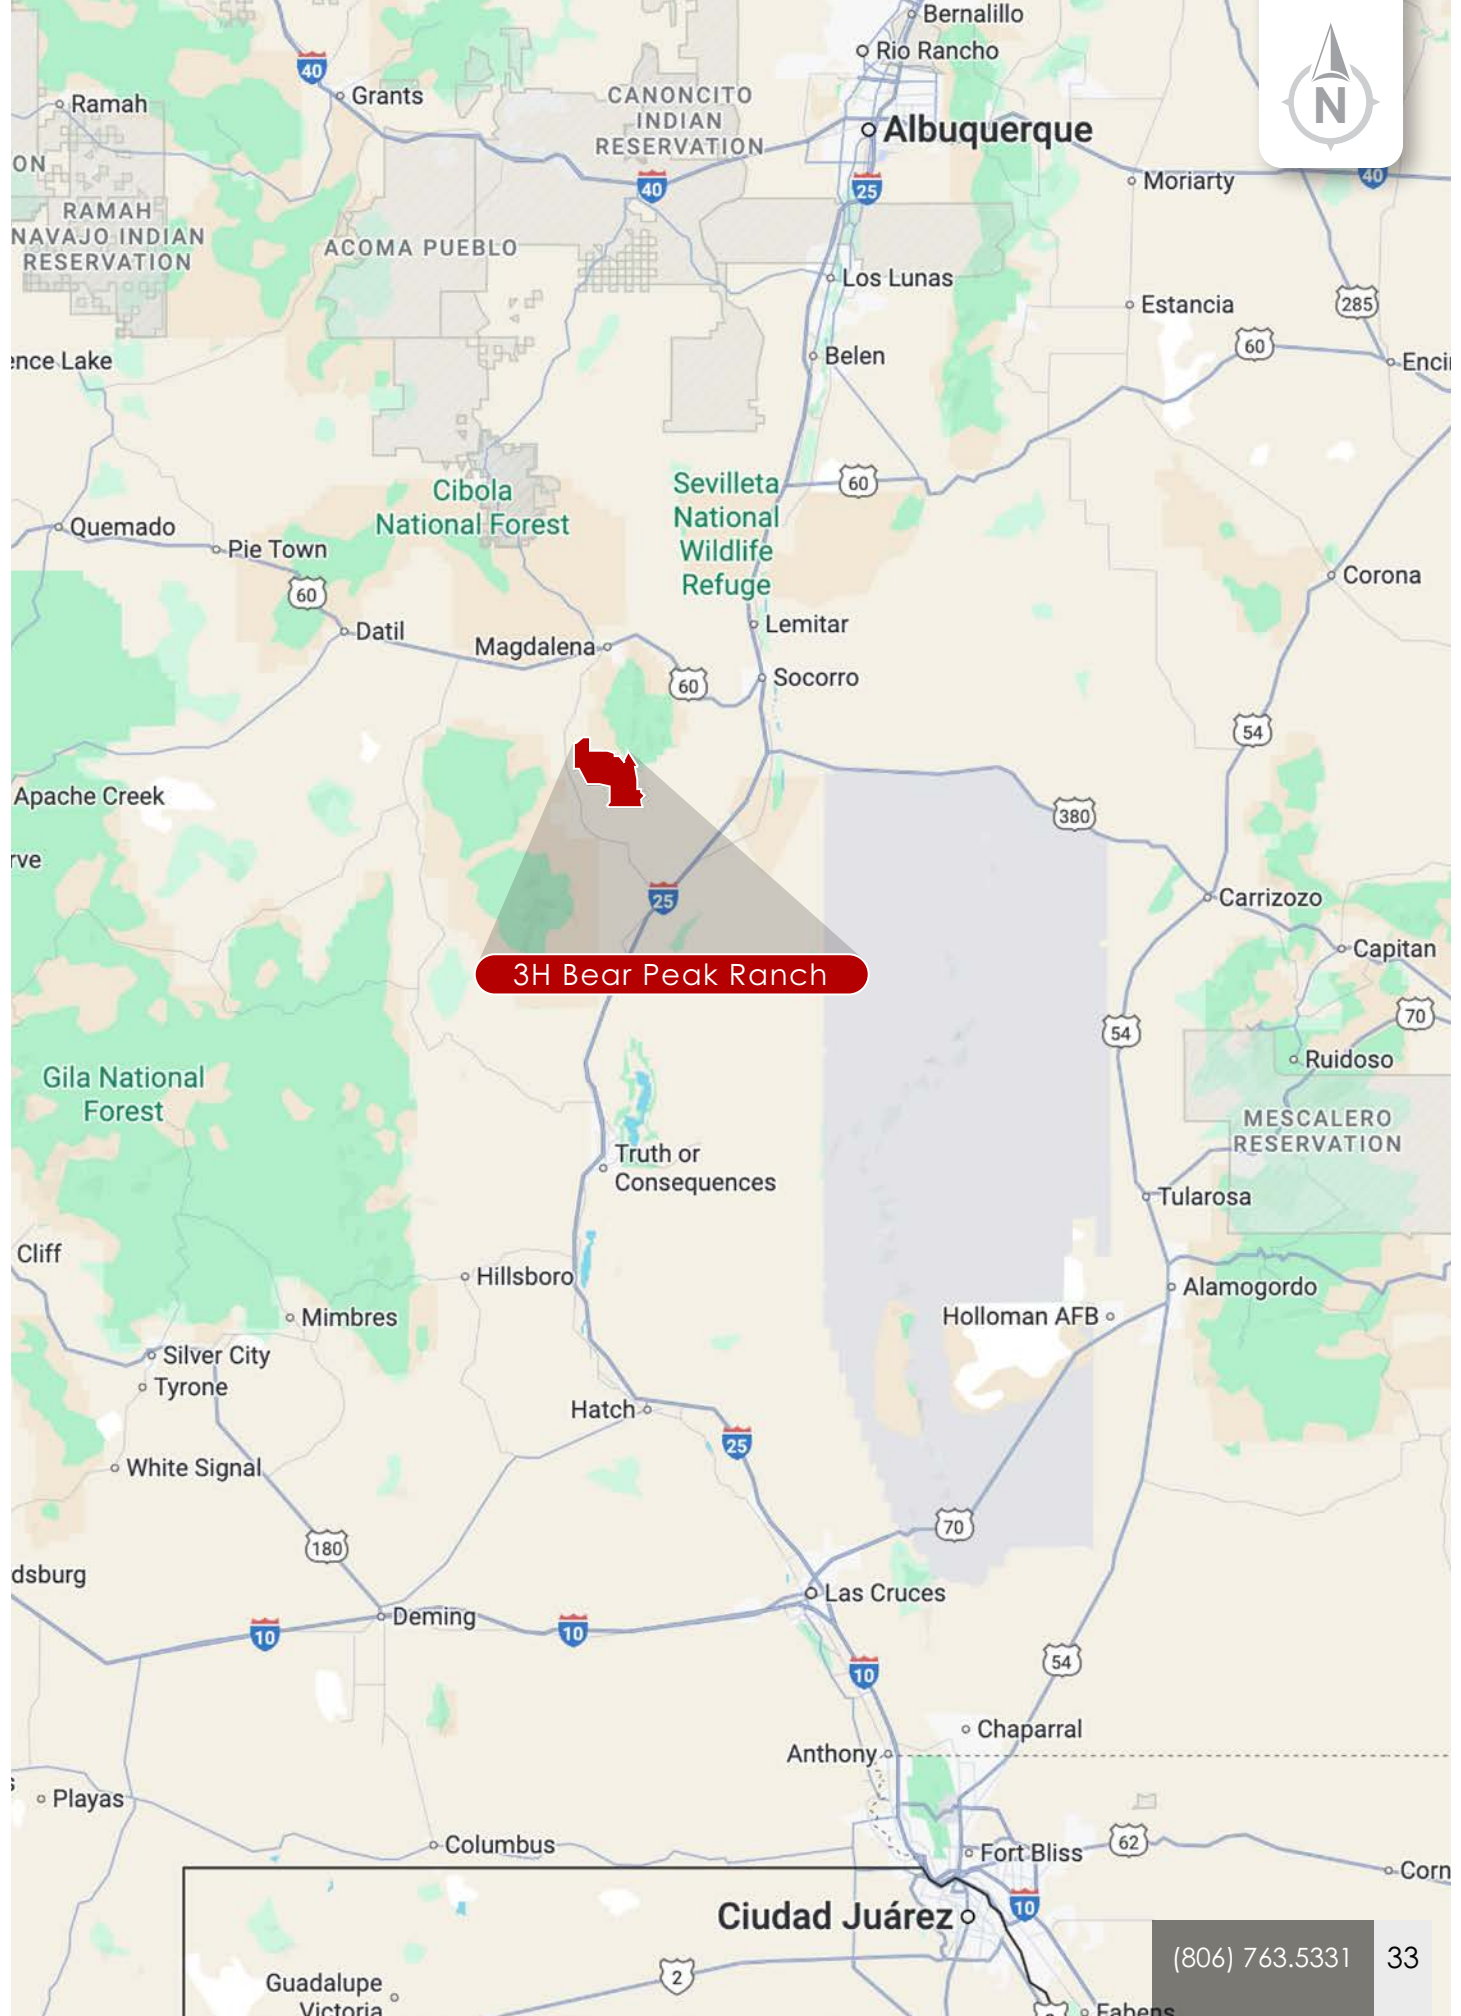 Bernalillo
Rio Rancho
N
40
Ramah
Grants
CANONCITO
INDIAN
RESERVATION
Albuquerque
ON
40
25
Moriarty
40
RAMAH
NAVAJO INDIAN
RESERVATION
ACOMA PUEBLO
Los Lunas
Estancia
285
60
ence Lake
Belen
Enci
Cibola
National Forest
Sevilleta
National
Wildlife
Refuge
60
Quemado
Pie Town
60
Corona
Datil
Magdalena
Lemitar
60
Socorro
54
Apache Creek
380
rve
25
Carrizozo
Capitan
3H Bear Peak Ranch
70
54
Ruidoso
Gila National
Forest
MESCALERO
RESERVATION
Truth or
Consequences
Tularosa
Cliff
Hillsboro
Alamogordo
Mimbres
Holloman AFB
Silver City
Tyrone
Hatch
25
White Signal
180
70
dsburg
Las Cruces
Deming
10
10
10
54
Chaparral
Anthony
Playas
Columbus
Fort Bliss
62
Corn
Ciudad Juárez
10
(806) 763.5331
33
2
Guadalupe
Victoria
Fabens